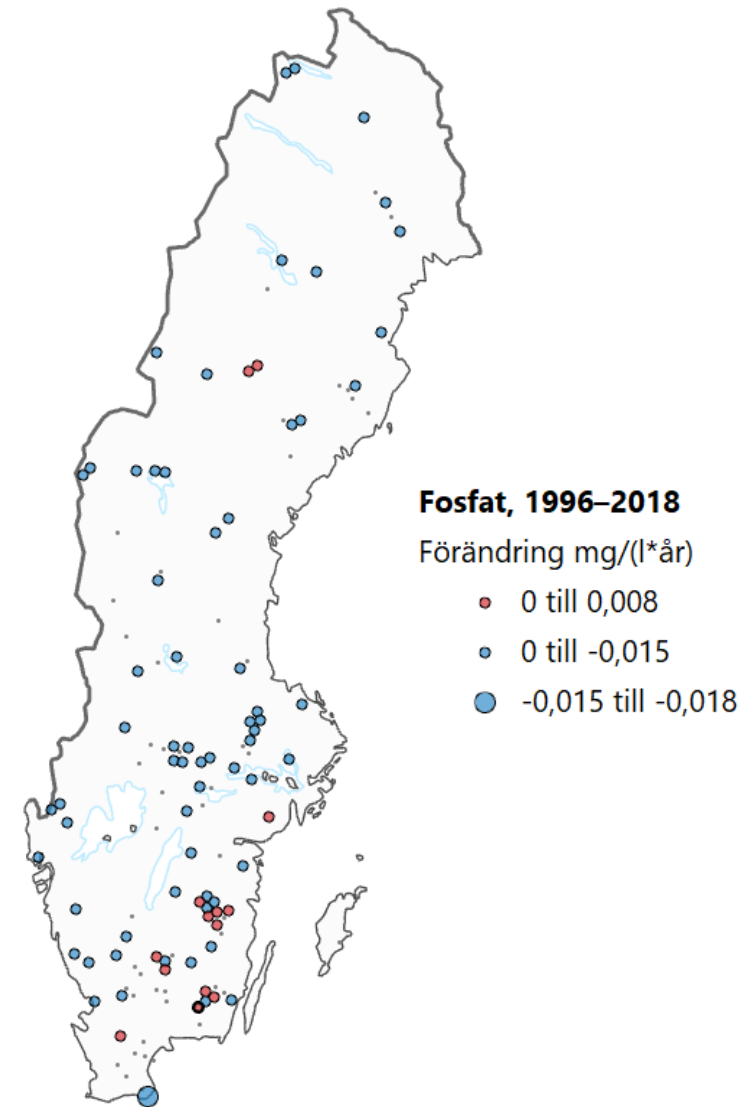 Fosfat, 1996–2018
Förändring mg/(l*år)
0 till 0,008
0 till -0,015
-0,015 till -0,018